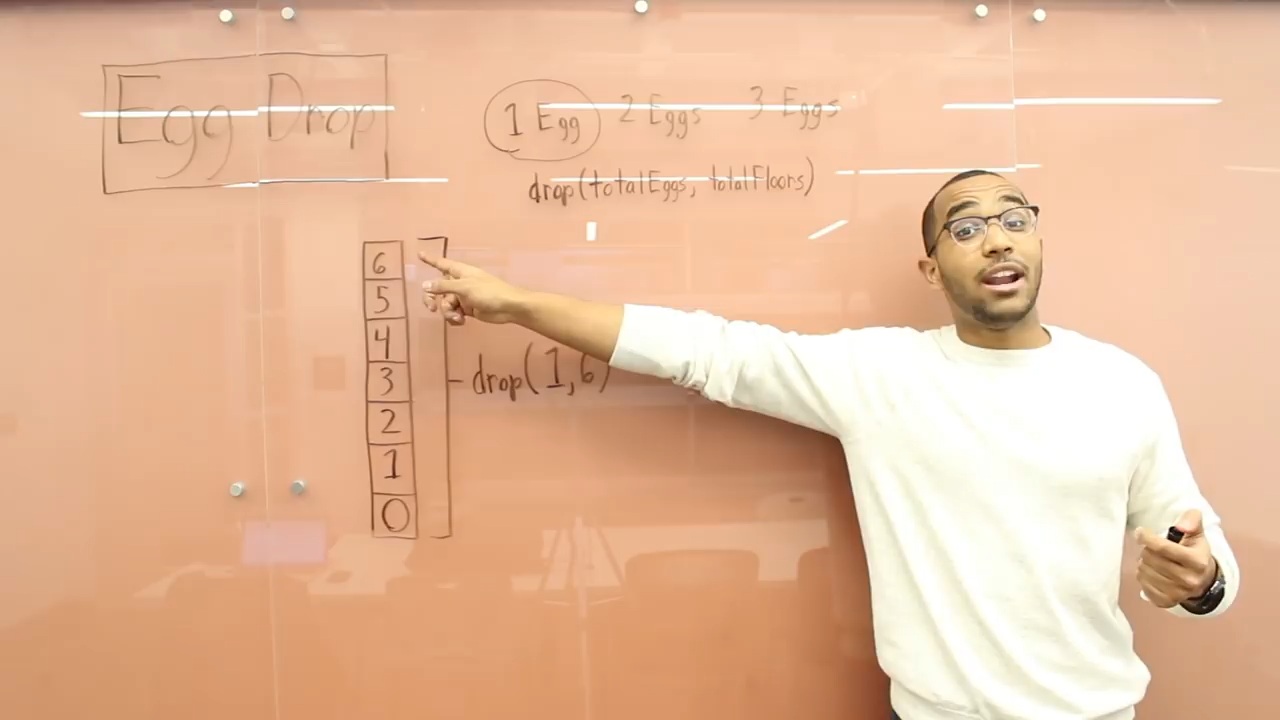 Egg Drop
1 Egg 2 Eggs 3 Eggs
drop(totalEggs, totalFloors)
6
5
4
3
2
1
0
drop(1,6)